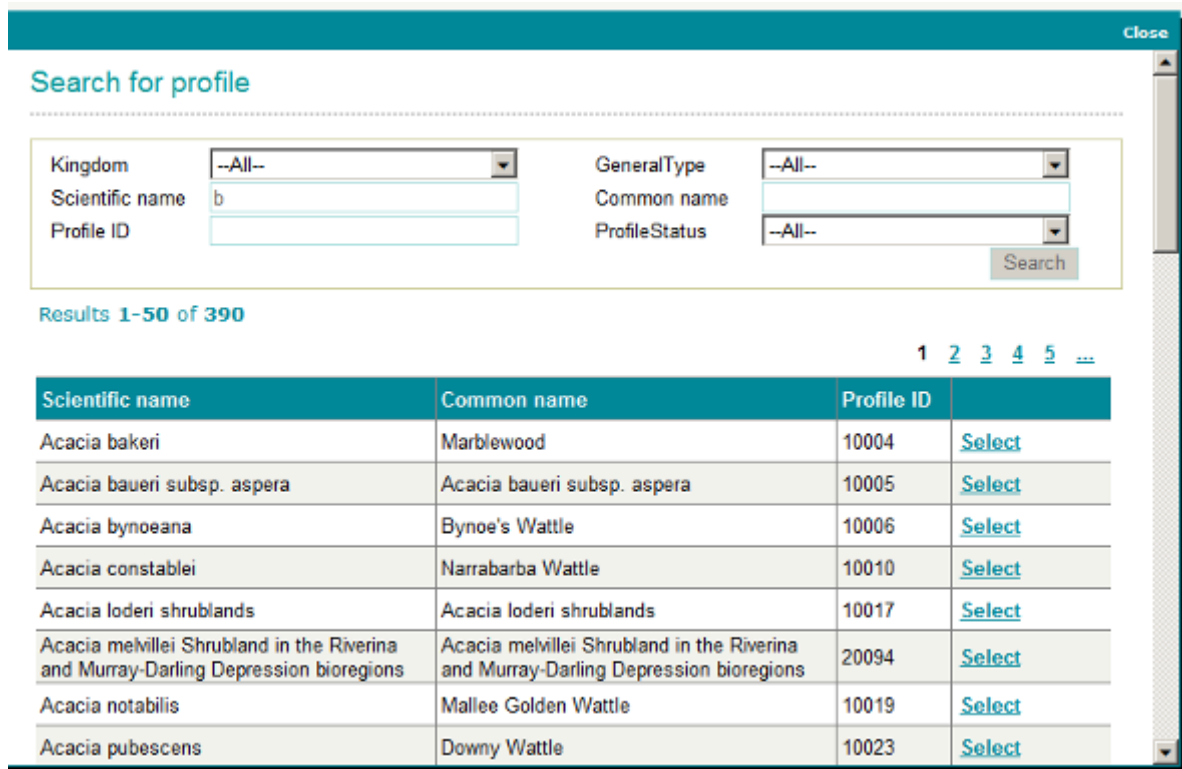 Close
Search for profile
Kingdom --All-- GeneralType --All--
Scientific name b Common name
Profile ID ProfileStatus --All--
Search
Results 1-50 of 390
1 2 3 4 5 ...
Scientific name Common name Profile ID
Acacia bakeri Marblewood 10004 Select
Acacia baueri subsp. aspera Acacia baueri subsp. aspera 10005 Select
Acacia bynoeana Bynoe's Wattle 10006 Select
Acacia constablei Narrabarba Wattle 10010 Select
Acacia loderi shrublands Acacia loderi shrublands 10017 Select
Acacia melvillei Shrubland in the Riverina Acacia melvillei Shrubland in the Riverina
and Murray-Darling Depression bioregions and Murray-Darling Depression bioregions 20094 Select
Acacia notabilis Mallee Golden Wattle 10019 Select
Acacia pubescens Downy Wattle 10023 Select